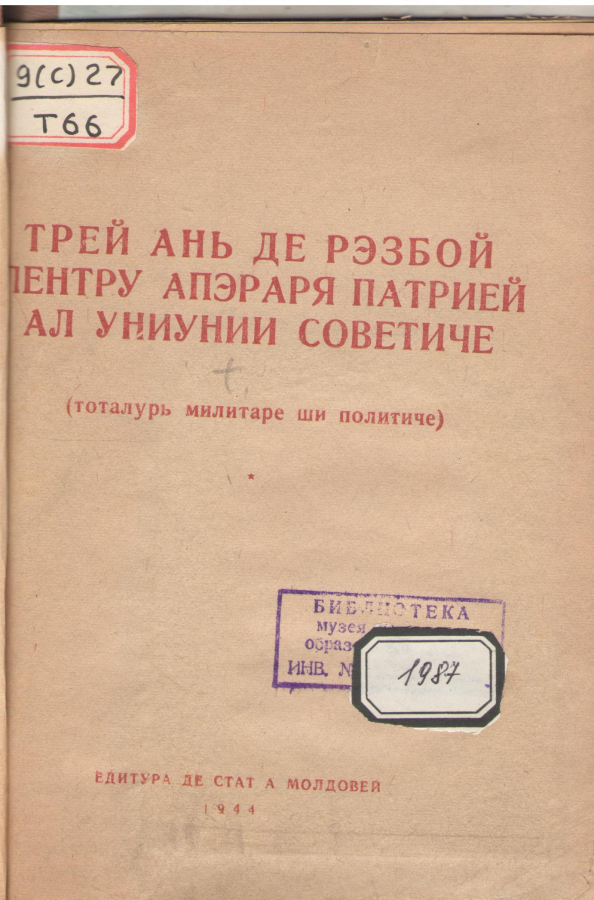 9(с)27
Т66
ТРЕЙ АНЬ ДЕ РЭЗБОЙ
ПЕНТРУ АПЭРАРЯ ПАТРИЕЙ
АЛ УНИУНИИ СОВЕТИЧЕ
(тоталурь милитаре ши политиче)
*
БИБЛИОТЕКА
музея
ИНВ. №
1987
ЕДИТУРА ДЕ СТАТ А МОЛДОВЕЙ
1944